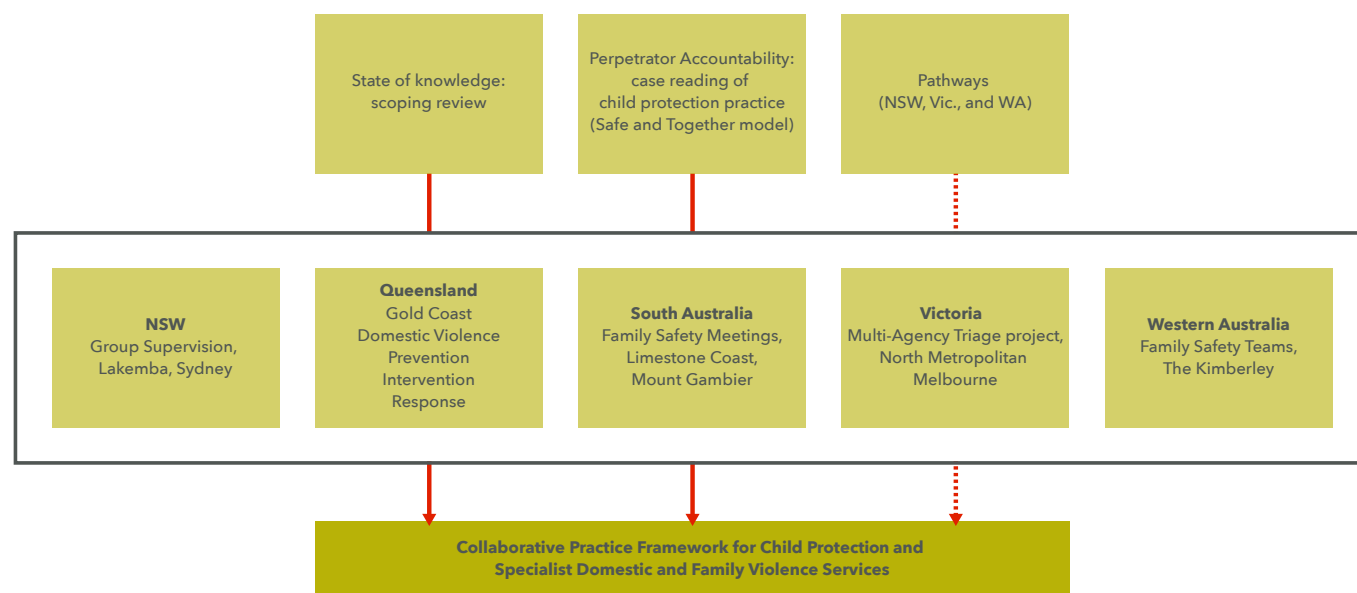 State of knowledge:
scoping review
Perpetrator Accountability:
case reading of
child protection practice
(Safe and Together model)
Pathways
(NSW, Vic., and WA)
NSW
Group Supervision,
Lakemba, Sydney
Queensland
Gold Coast
Domestic Violence
Prevention
Intervention
Response
South Australia
Family Safety Meetings,
Limestone Coast,
Mount Gambier
Victoria
Multi-Agency Triage project,
North Metropolitan
Melbourne
Western Australia
Family Safety Teams,
The Kimberley
Collaborative Practice Framework for Child Protection and
Specialist Domestic and Family Violence Services